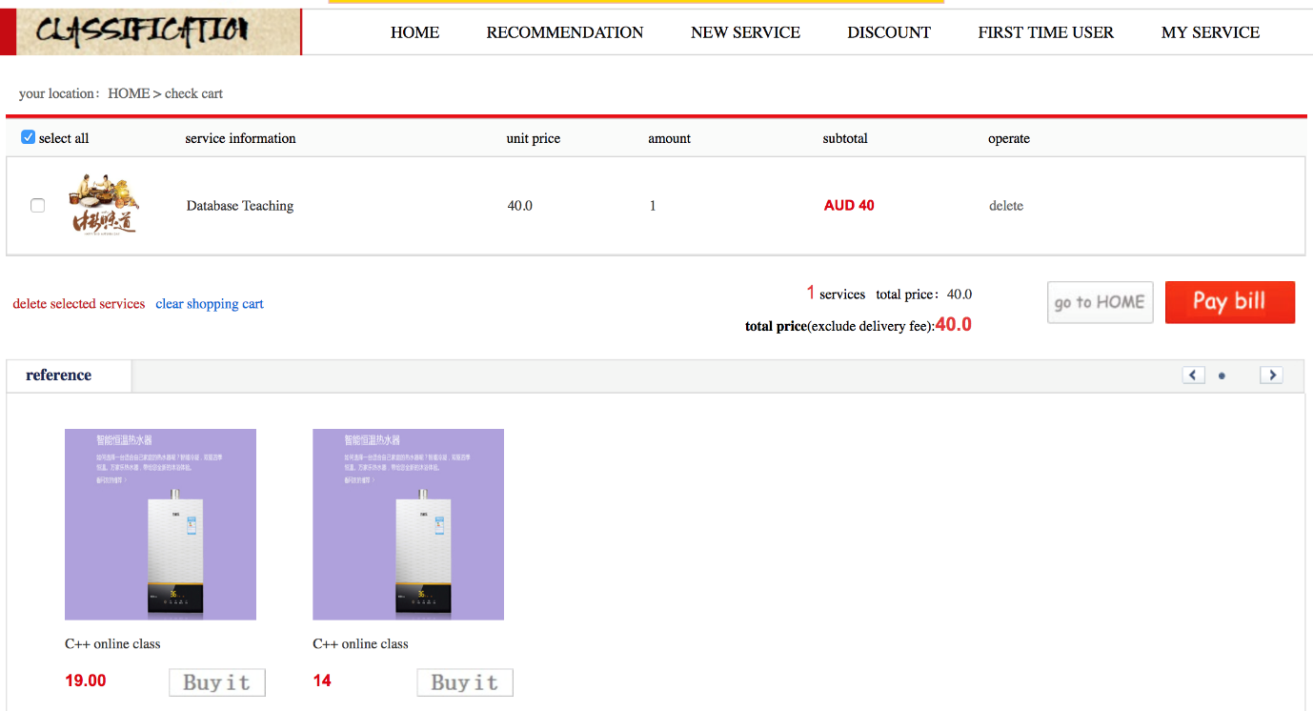 CLASSIFICATION HOME RECOMMENDATION NEW SERVICE DISCOUNT FIRST TIME USER MY SERVICE
your location: HOME > check cart
select all service information unit price amount subtotal operate
Database Teaching 40.0 1 AUD 40 delete
味道
delete selected services clear shopping cart
1 services total price: 40.0
total price(exclude delivery fee):40.0
go to HOME Pay bill
reference
智能恒温热水器
智能恒温热水器
C++ online class C++ online class
19.00 Buy it 14 Buy it